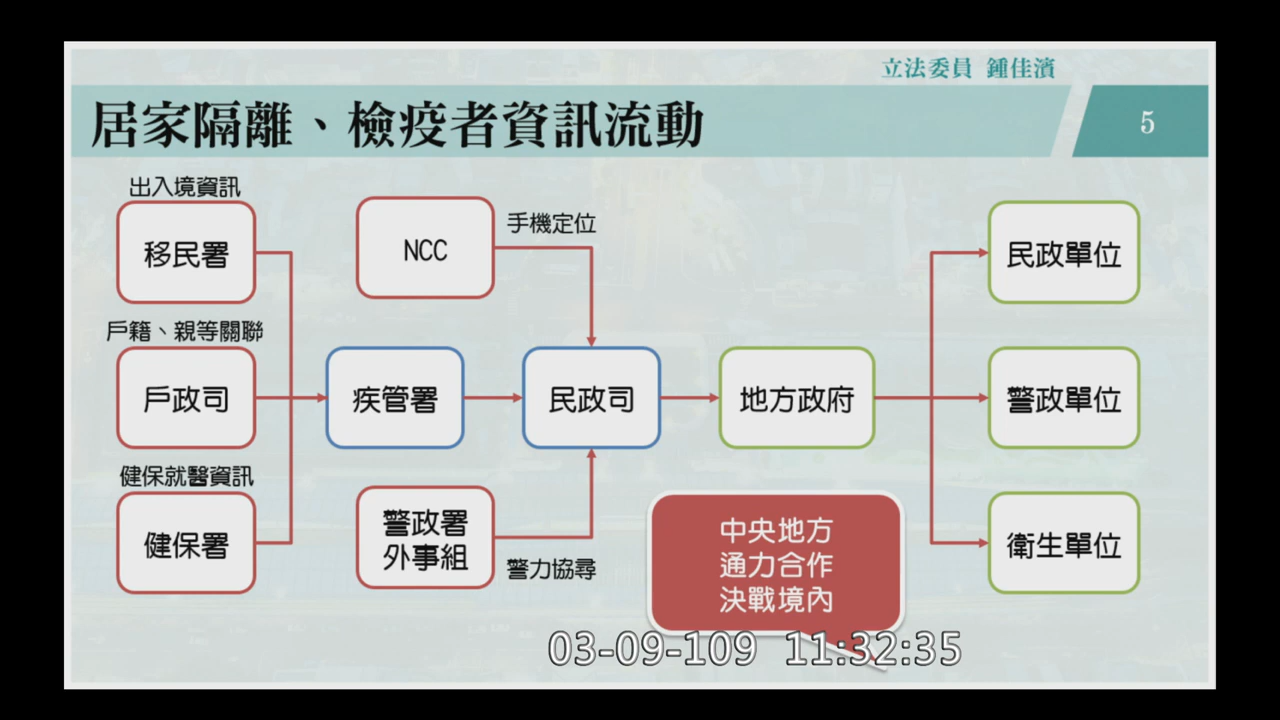 立法委員 鍾佳濱
居家隔離、檢疫者資訊流動
5
出入境資訊
移民署
NCC
手機定位
民政單位
戶籍、親等關聯
戶政司
疾管署
民政司
地方政府
警政單位
健保就醫資訊
健保署
警政署
外事組
警力協尋
中央地方
通力合作
決戰境內
衛生單位
03-09-109 11:32:35